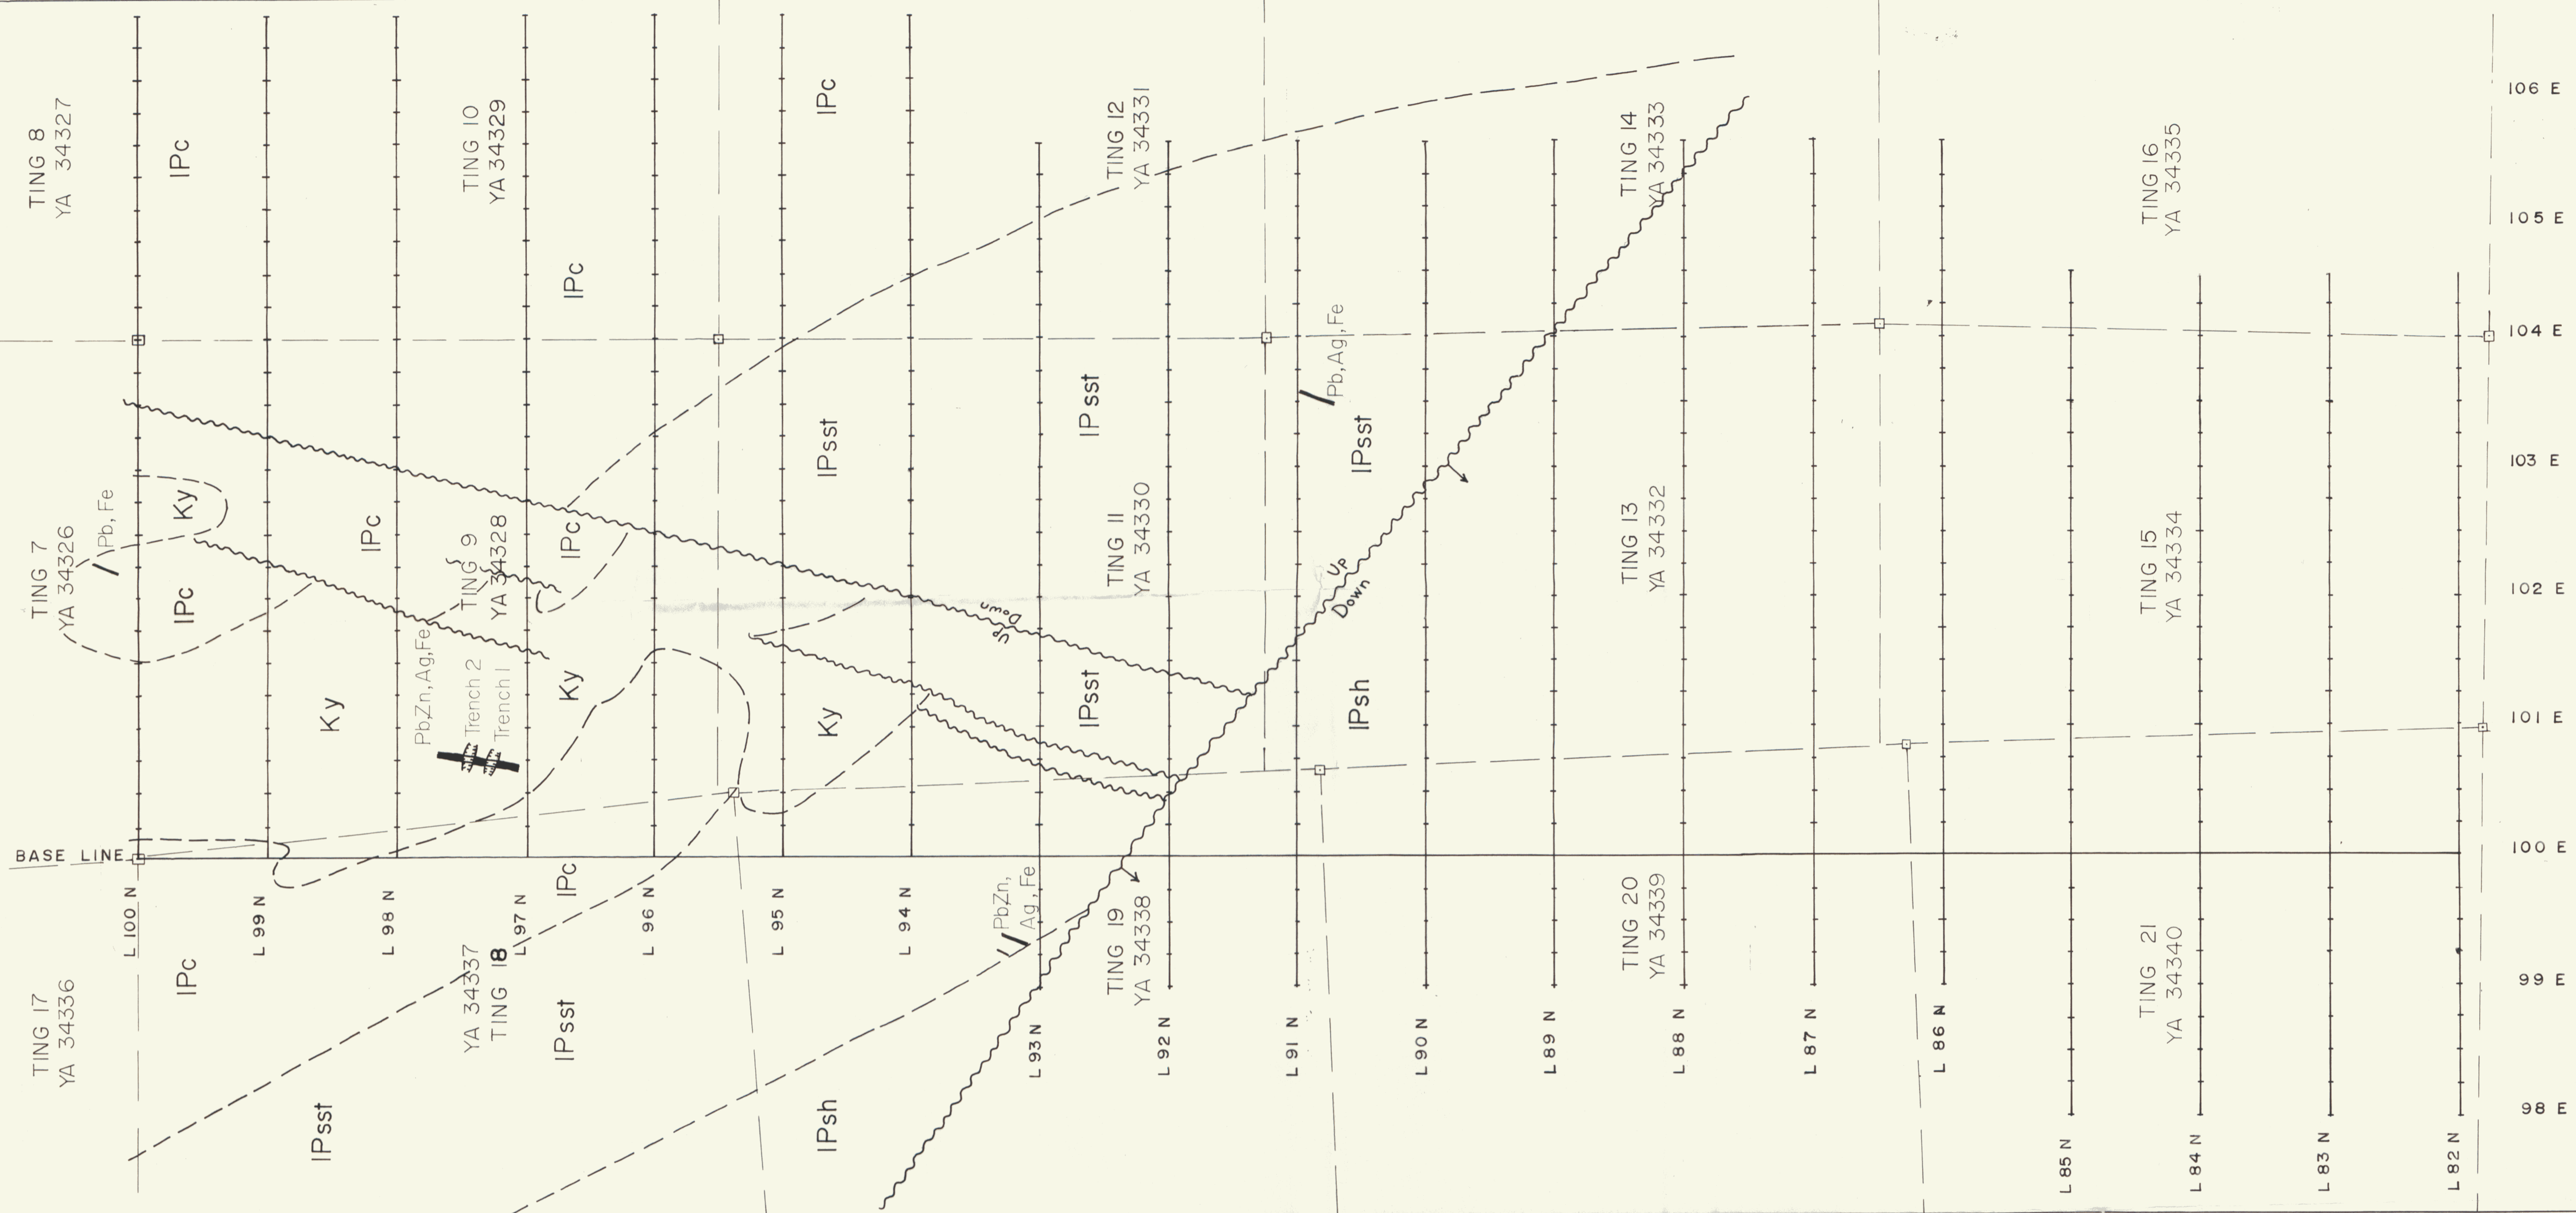 TING 8
YA 34327
IPc
TING 10
YA 34329
IPc
IPc
TING 12
YA 34331
TING 14
YA 34333
TING 16
YA 34335
106 E
105 E
104 E
103 E
102 E
101 E
100 E
99 E
98 E
TING 7
YA 34326
Pb, Fe
Ky
IPc
IPc
TING 9
YA 34328
IPc
IPsst
IPsst
TING 11
YA 34330
Pb, Ag, Fe
IPsst
TING 13
YA 34332
TING 15
YA 34334
Up
Down
Down
Up
Ky
Pb,Zn, Ag,Fe
Trench 2
Trench 1
Ky
Ky
IPsst
IPsh
BASE LINE
L 100 N
L 99 N
L 98 N
L 97 N
L 96 N
L 95 N
L 94 N
L 93 N
L 92 N
L 91 N
L 90 N
L 89 N
L 88 N
L 87 N
L 86 N
L 85 N
L 84 N
L 83 N
L 82 N
TING 17
YA 34336
IPc
IPc
YA 34337
TING 18
IPsst
IPsst
IPsh
Pb,Zn,
Ag, Fe
TING 19
YA 34338
TING 20
YA 34339
TING 21
YA 34340